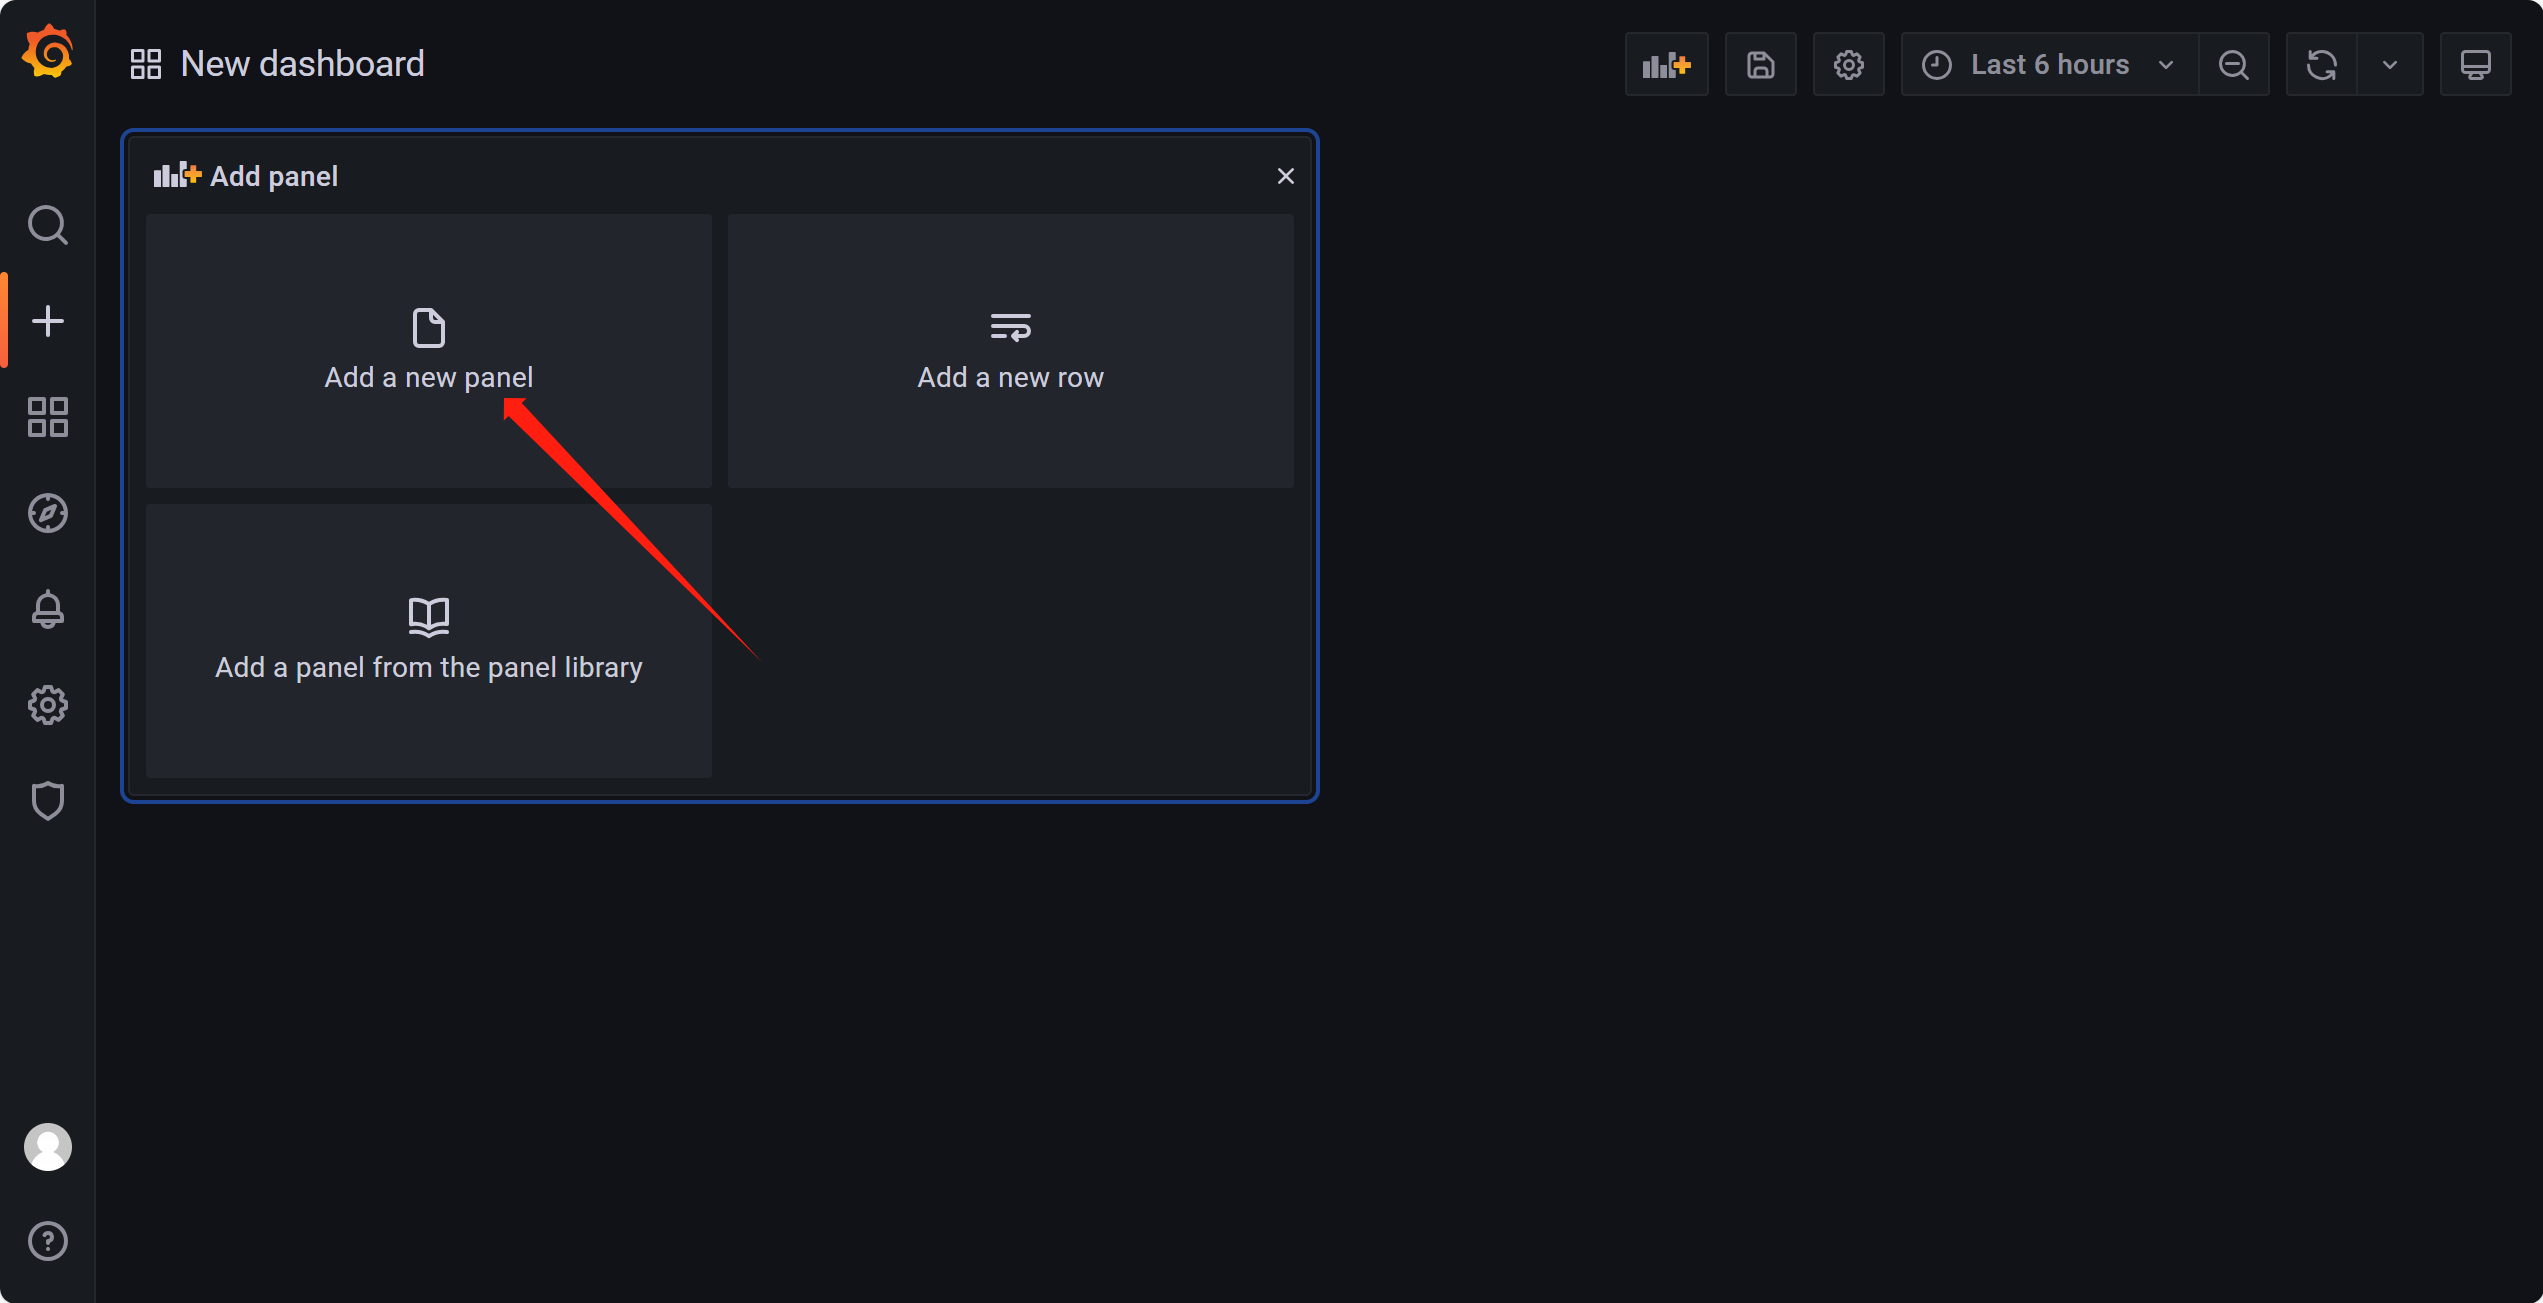 New dashboard
Last 6 hours
Add panel
Add a new panel
Add a new row
Add a panel from the panel library